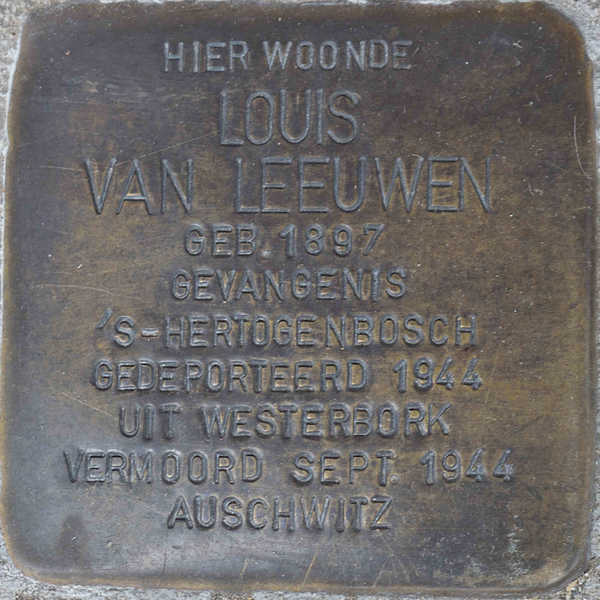 HIER WOONDE
LOUIS
VAN LEEUWEN
GEB. 1897
GEVANGENIS
'S-HERTOGENBOSCH
GEDEPORTEERD 1944
UIT WESTERBORK
VERMOORD SEPT. 1944
AUSCHWITZ